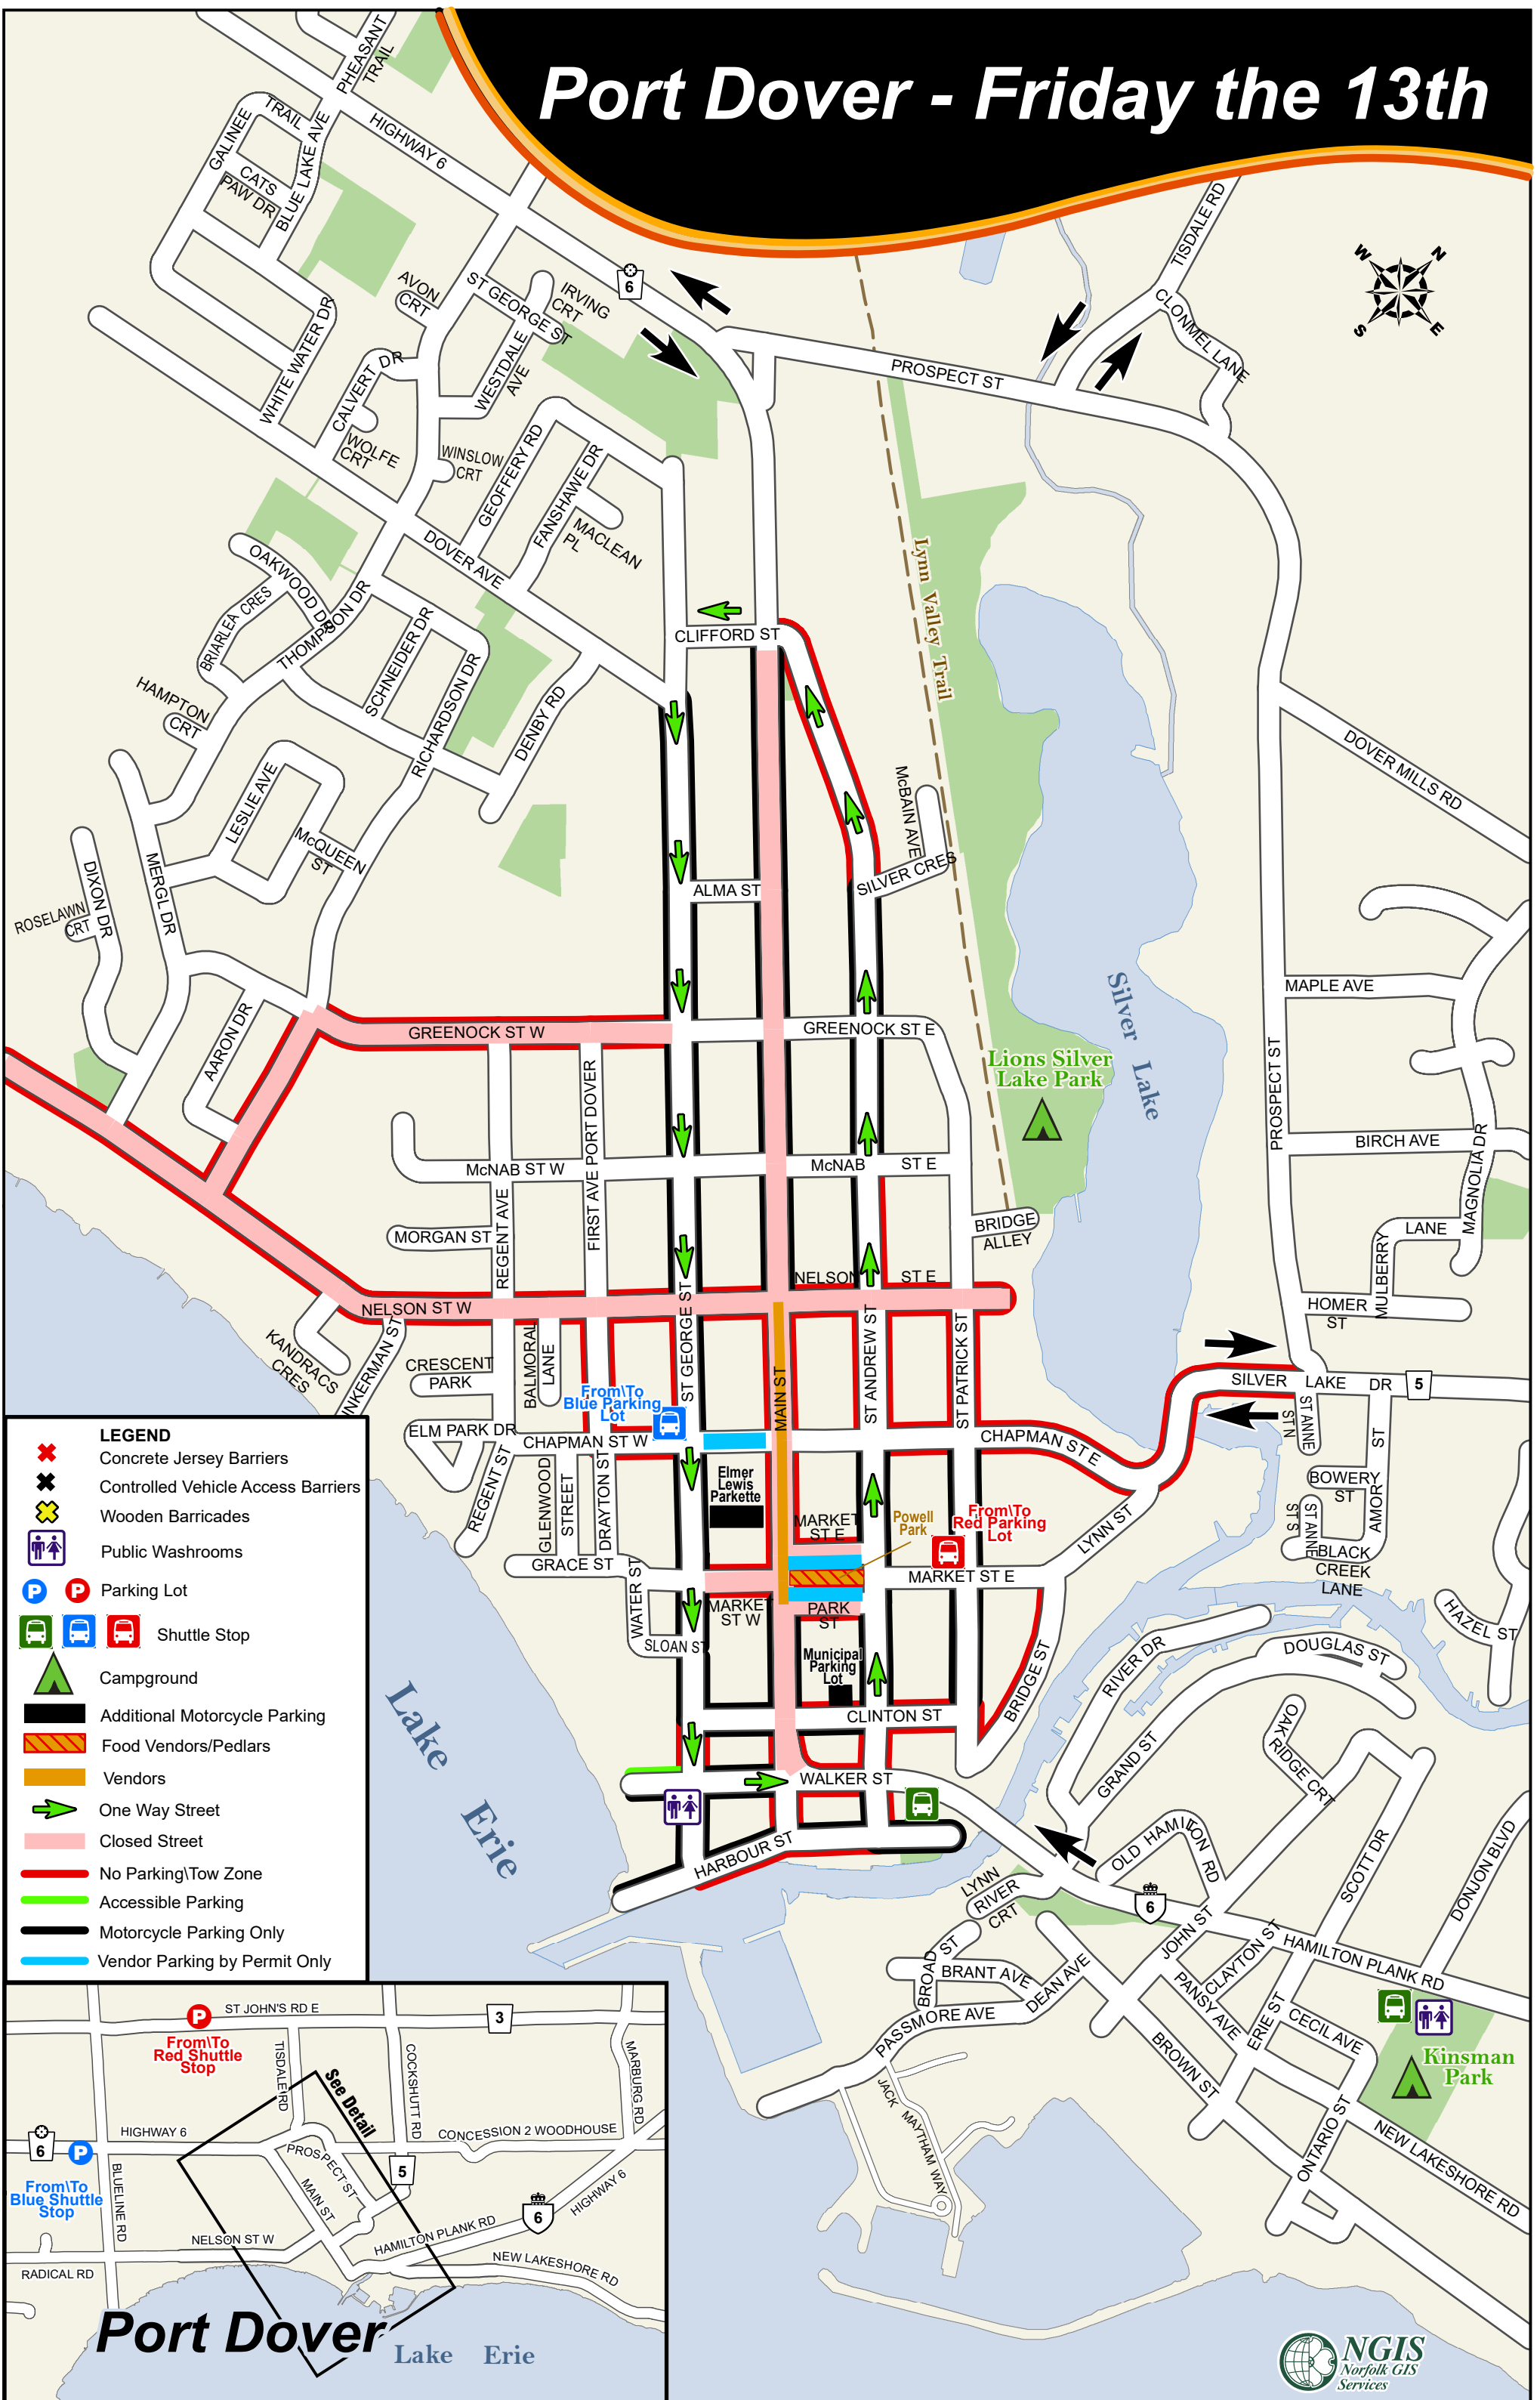 Port Dover - Friday the 13th
PHEASANT
TRAIL
HIGHWAY 6
GALINEE
TRAIL
CATS
PAW DR
BLUE LAKE AVE
TISDALE RD
W
N
S
E
6
AVON
CRT
ST GEORGE ST
IRVING
CRT
CLONMEL LANE
WHITE WATER DR
CALVERT DR
WESTDALE
AVE
PROSPECT ST
WOLFE
CRT
WINSLOW
CRT
GEOFFERY RD
FANSHAWE DR
MACLEAN
PL
DOVER AVE
OAKWOOD DR
BRIARLEA CRES
THOMPSON DR
SCHNEIDER DR
RICHARDSON DR
DENBY RD
CLIFFORD ST
Lynn Valley Trail
HAMPTON
CRT
LESLIE AVE
McQUEEN
ST
DOVER MILLS RD
McBAIN AVE
SILVER CRES
ALMA ST
MERGL DR
DIXON DR
ROSELAWN
CRT
AARON DR
GREENOCK ST W
GREENOCK ST E
Silver Lake
MAPLE AVE
Lions Silver
Lake Park
PROSPECT ST
BIRCH AVE
MAGNOLIA DR
FIRST AVE PORT DOVER
McNAB ST W
McNAB ST E
REGENT AVE
MORGAN ST
BRIDGE
ALLEY
LANE
MULBERRY
NELSON ST E
NELSON ST W
HOMER
ST
KANDRACS
CRES
INKERMAN ST
CRESCENT
PARK
BALMORAL
LANE
ST GEORGE ST
MAIN ST
ST ANDREW ST
ST PATRICK ST
SILVER LAKE DR
5
ST ANNE
ST N
From\To
Blue Parking
Lot
ELM PARK DR
CHAPMAN ST W
CHAPMAN ST E
REGENT ST
GLENWOOD
STREET
DRAYTON ST
Elmer
Lewis
Parkette
BOWERY
ST
AMORY ST
ST ANNE
ST S
BLACK
CREEK
LANE
MARKET
ST E
Powell
Park
From\To
Red Parking
Lot
LYNN ST
GRACE ST
WATER ST
MARKET ST E
MARKET
ST W
PARK
ST
SLOAN ST
HAZEL ST
Municipal
Parking
Lot
BRIDGE ST
RIVER DR
DOUGLAS ST
CLINTON ST
GRAND ST
OAK
RIDGE CRT
WALKER ST
HARBOUR ST
OLD HAMILTON RD
SCOTT DR
DONJON BLVD
LYNN
RIVER
CRT
6
JOHN ST
CLAYTON ST
HAMILTON PLANK RD
BROAD ST
BRANT AVE
DEAN AVE
PASSMORE AVE
PANSY AVE
ERIE ST
CECIL AVE
Kinsman
Park
BROWN ST
ONTARIO ST
NEW LAKESHORE RD
JACK MAYTHAM WAY
Lake Erie
LEGEND
Concrete Jersey Barriers
Controlled Vehicle Access Barriers
Wooden Barricades
Public Washrooms
P P Parking Lot
Shuttle Stop
Campground
Additional Motorcycle Parking
Food Vendors/Pedlars
Vendors
One Way Street
Closed Street
No Parking\Tow Zone
Accessible Parking
Motorcycle Parking Only
Vendor Parking by Permit Only
P
ST JOHN'S RD E
3
From\To
Red Shuttle
Stop
TISDALE RD
COCKSHUTT RD
MARBURG RD
See Detail
6
P
HIGHWAY 6
CONCESSION 2 WOODHOUSE
PROSPECT ST
5
From\To
Blue Shuttle
Stop
BLUELINE RD
MAIN ST
HIGHWAY 6
6
NELSON ST W
HAMILTON PLANK RD
RADICAL RD
NEW LAKESHORE RD
Port Dover
Lake Erie
NGIS
Norfolk GIS
Services